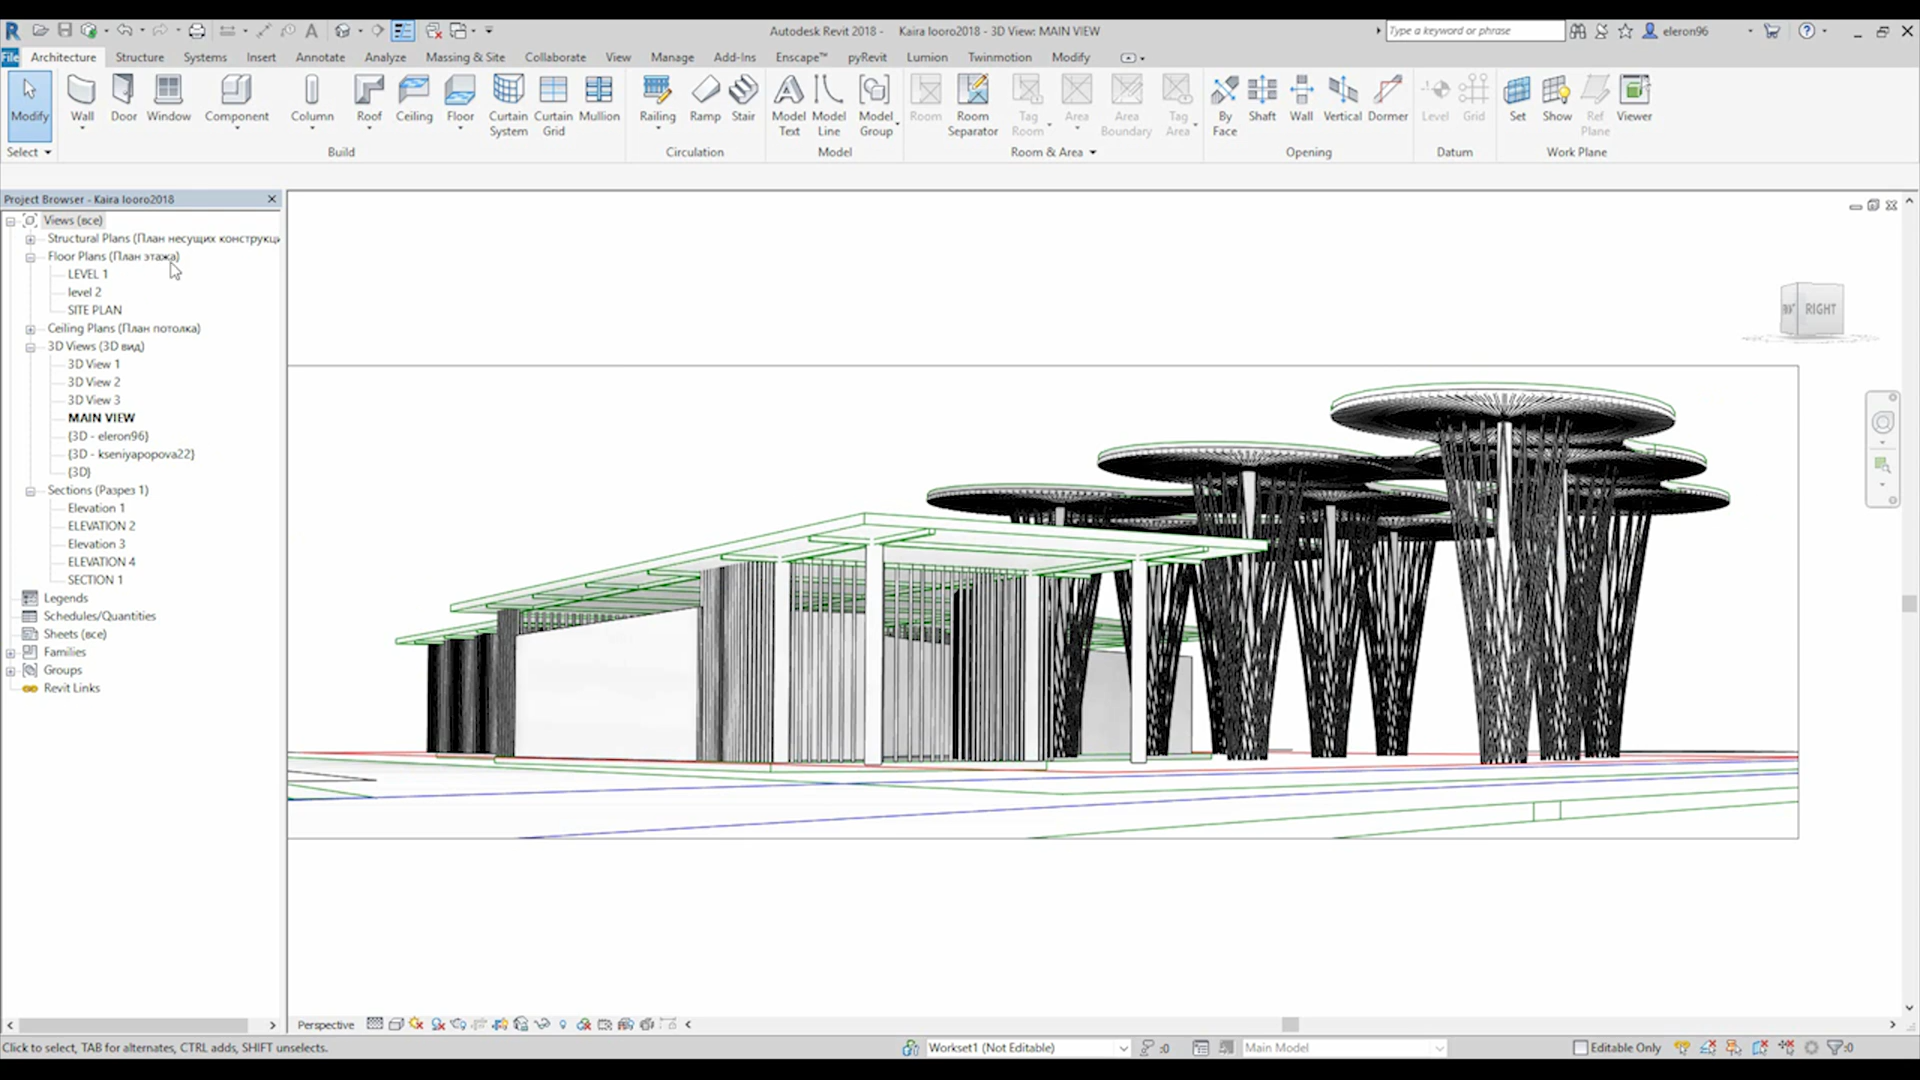 Autodesk Revit 2018 - Kaira looro2018 - 3D View: MAIN VIEW
Type a keyword or phrase
eleron96
File Architecture Structure Systems Insert Annotate Analyze Massing & Site Collaborate View Manage Add-Ins Enscape™ pyRevit Lumion Twinmotion Modify
Modify Wall Door Window Component Column Roof Ceiling Floor Curtain System Curtain Grid Mullion Railing Ramp Stair Model Text Model Line Model Group Room Room Separator Tag Room Area Area Boundary Tag Area By Face Shaft Wall Vertical Dormer Level Grid Set Show Ref Plane Viewer
Select Build Circulation Model Room & Area Opening Datum Work Plane
Project Browser - Kaira looro2018
Views (все)
Structural Plans (План несущих конструкци
Floor Plans (План этажа)
LEVEL 1
level 2
SITE PLAN
Ceiling Plans (План потолка)
3D Views (3D вид)
3D View 1
3D View 2
3D View 3
MAIN VIEW
{3D - eleron96}
{3D - kseniyapopova22}
{3D}
Sections (Разрез 1)
Elevation 1
ELEVATION 2
Elevation 3
ELEVATION 4
SECTION 1
Legends
Schedules/Quantities
Sheets (все)
Families
Groups
Revit Links
RIGHT
Perspective
Click to select, TAB for alternates, CTRL adds, SHIFT unselects.
Workset1 (Not Editable)
:0
Main Model
Editable Only
:0